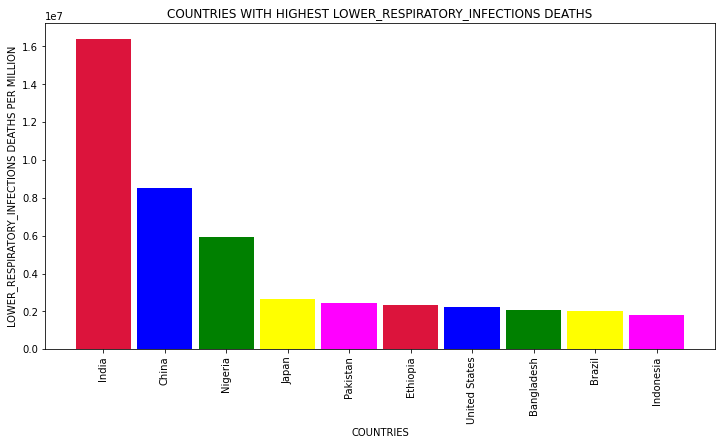 COUNTRIES WITH HIGHEST LOWER_RESPIRATORY_INFECTIONS DEATHS
1e7
LOWER_RESPIRATORY_INFECTIONS DEATHS PER MILLION
1.6
1.4
1.2
1.0
0.8
0.6
0.4
0.2
0.0
India
China
Nigeria
Japan
Pakistan
Ethiopia
United States
Bangladesh
Brazil
Indonesia
COUNTRIES